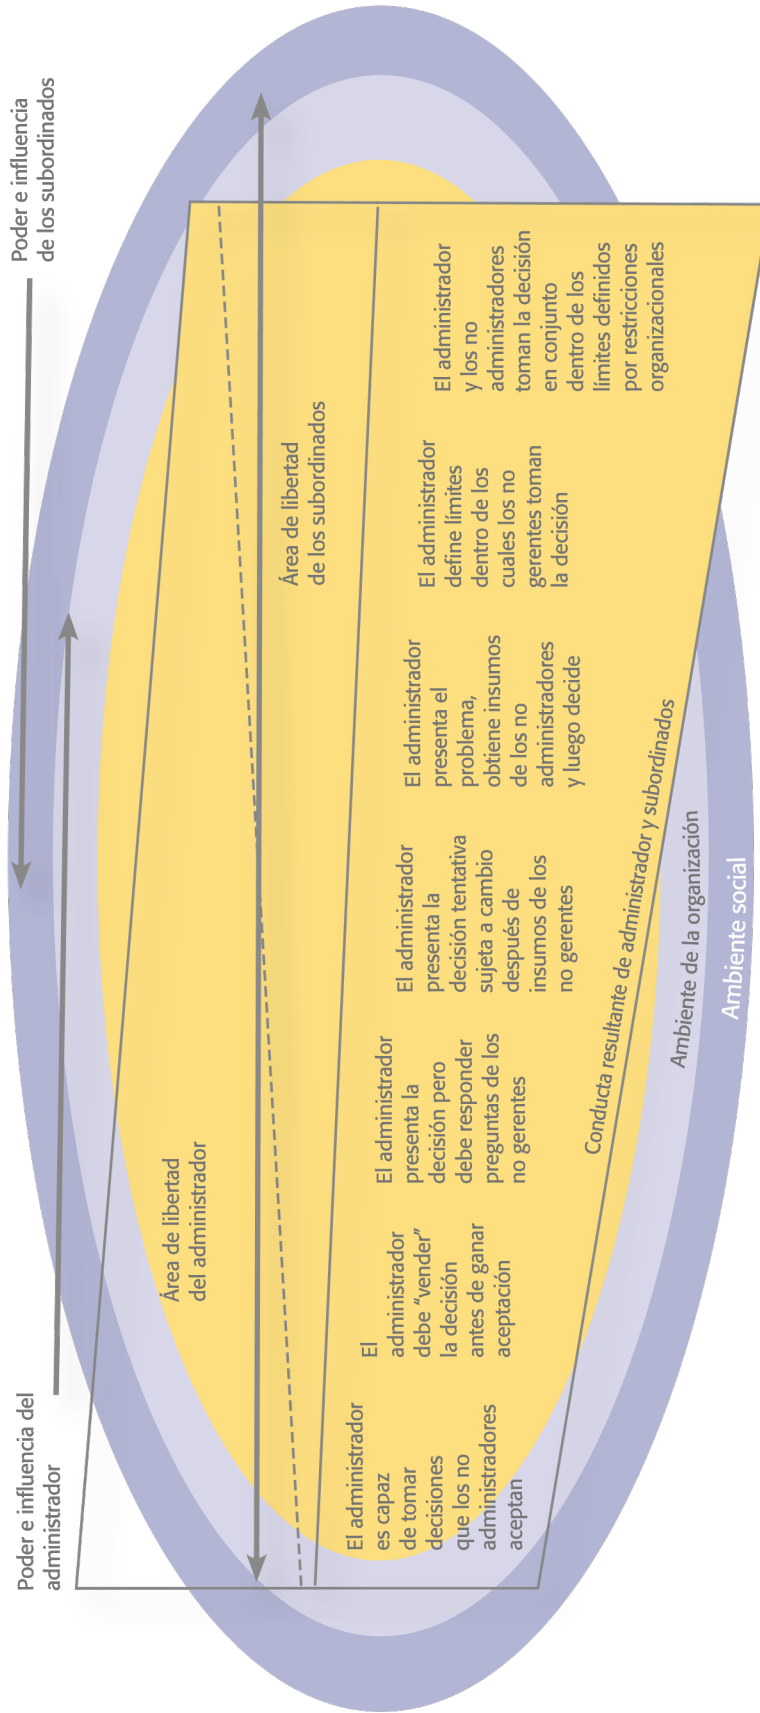 Poder e influencia del
administrador
Poder e influencia
de los subordinados
Área de libertad
del administrador
Área de libertad
de los subordinados
El administrador
es capaz
de tomar
decisiones
que los no
administradores
aceptan
El
administrador
debe “vender”
la decisión
antes de ganar
aceptación
El administrador
presenta la
decisión pero
debe responder
preguntas de los
no gerentes
El administrador
presenta la
decisión tentativa
sujeta a cambio
después de
insumos de los
no gerentes
El administrador
presenta el
problema,
obtiene insumos
de los no
administradores
y luego decide
El administrador
define límites
dentro de los
cuales los no
gerentes toman
la decisión
El administrador
y los no
administradores
toman la decisión
en conjunto
dentro de los
límites definidos
por restricciones
organizacionales
Conducta resultante de administrador y subordinados
Ambiente de la organización
Ambiente social